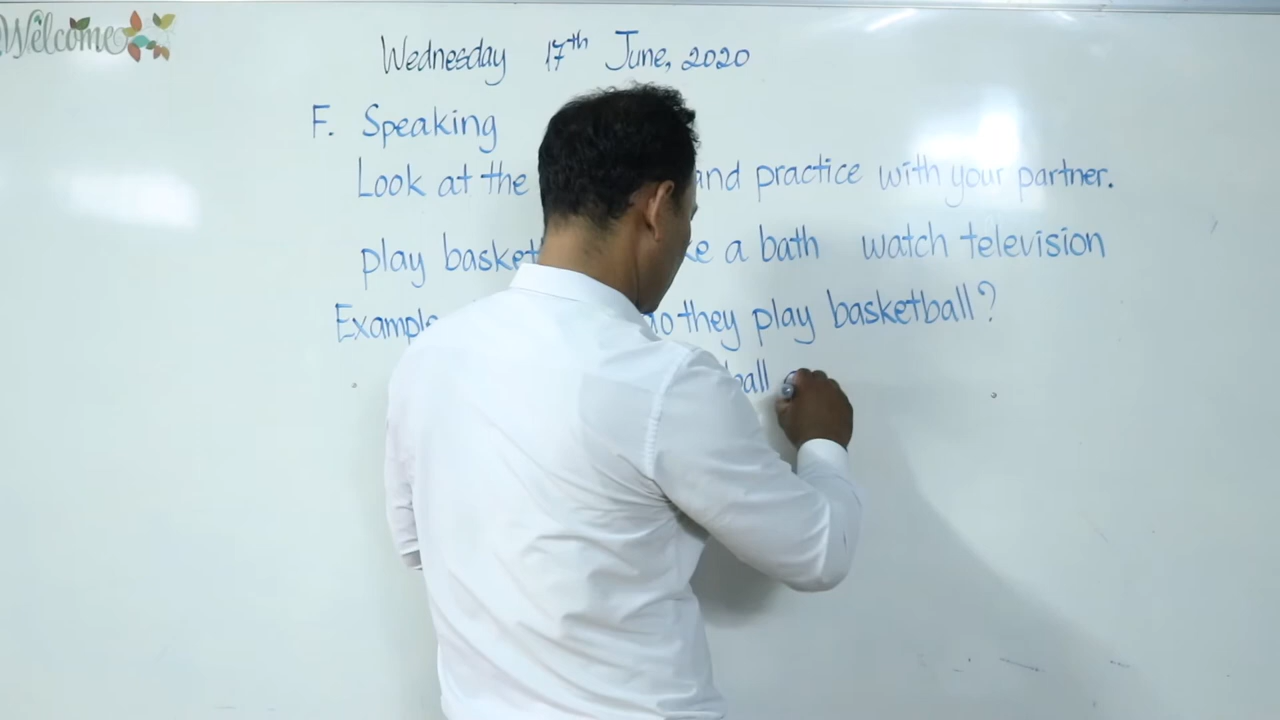 Welcome
Wednesday 17th June, 2020
F. Speaking
Look at the and practice with your partner.
play a bath watch television
they play basketball?